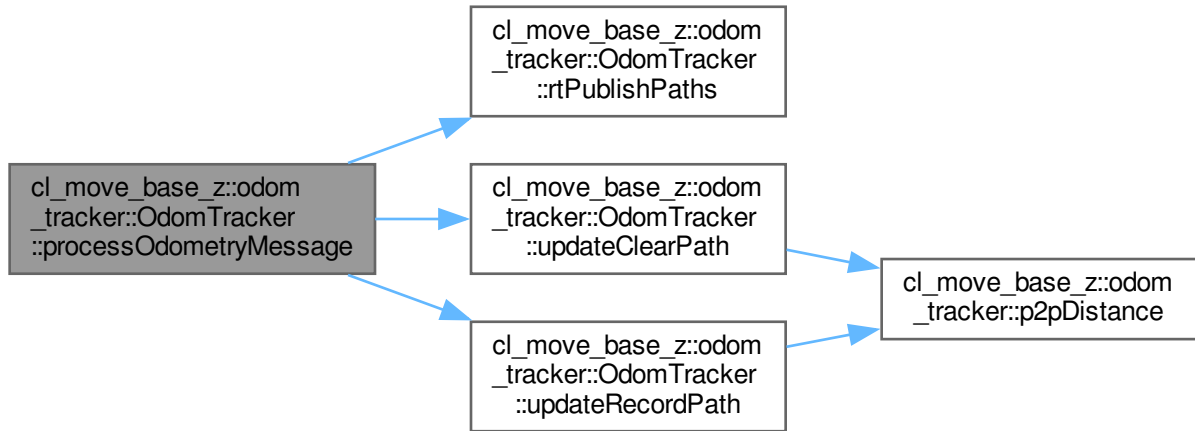 cl_move_base_z::odom
_tracker::OdomTracker
::processOdometryMessage
cl_move_base_z::odom
_tracker::OdomTracker
::rtPublishPaths
cl_move_base_z::odom
_tracker::OdomTracker
::updateClearPath
cl_move_base_z::odom
_tracker::OdomTracker
::updateRecordPath
cl_move_base_z::odom
_tracker::p2pDistance